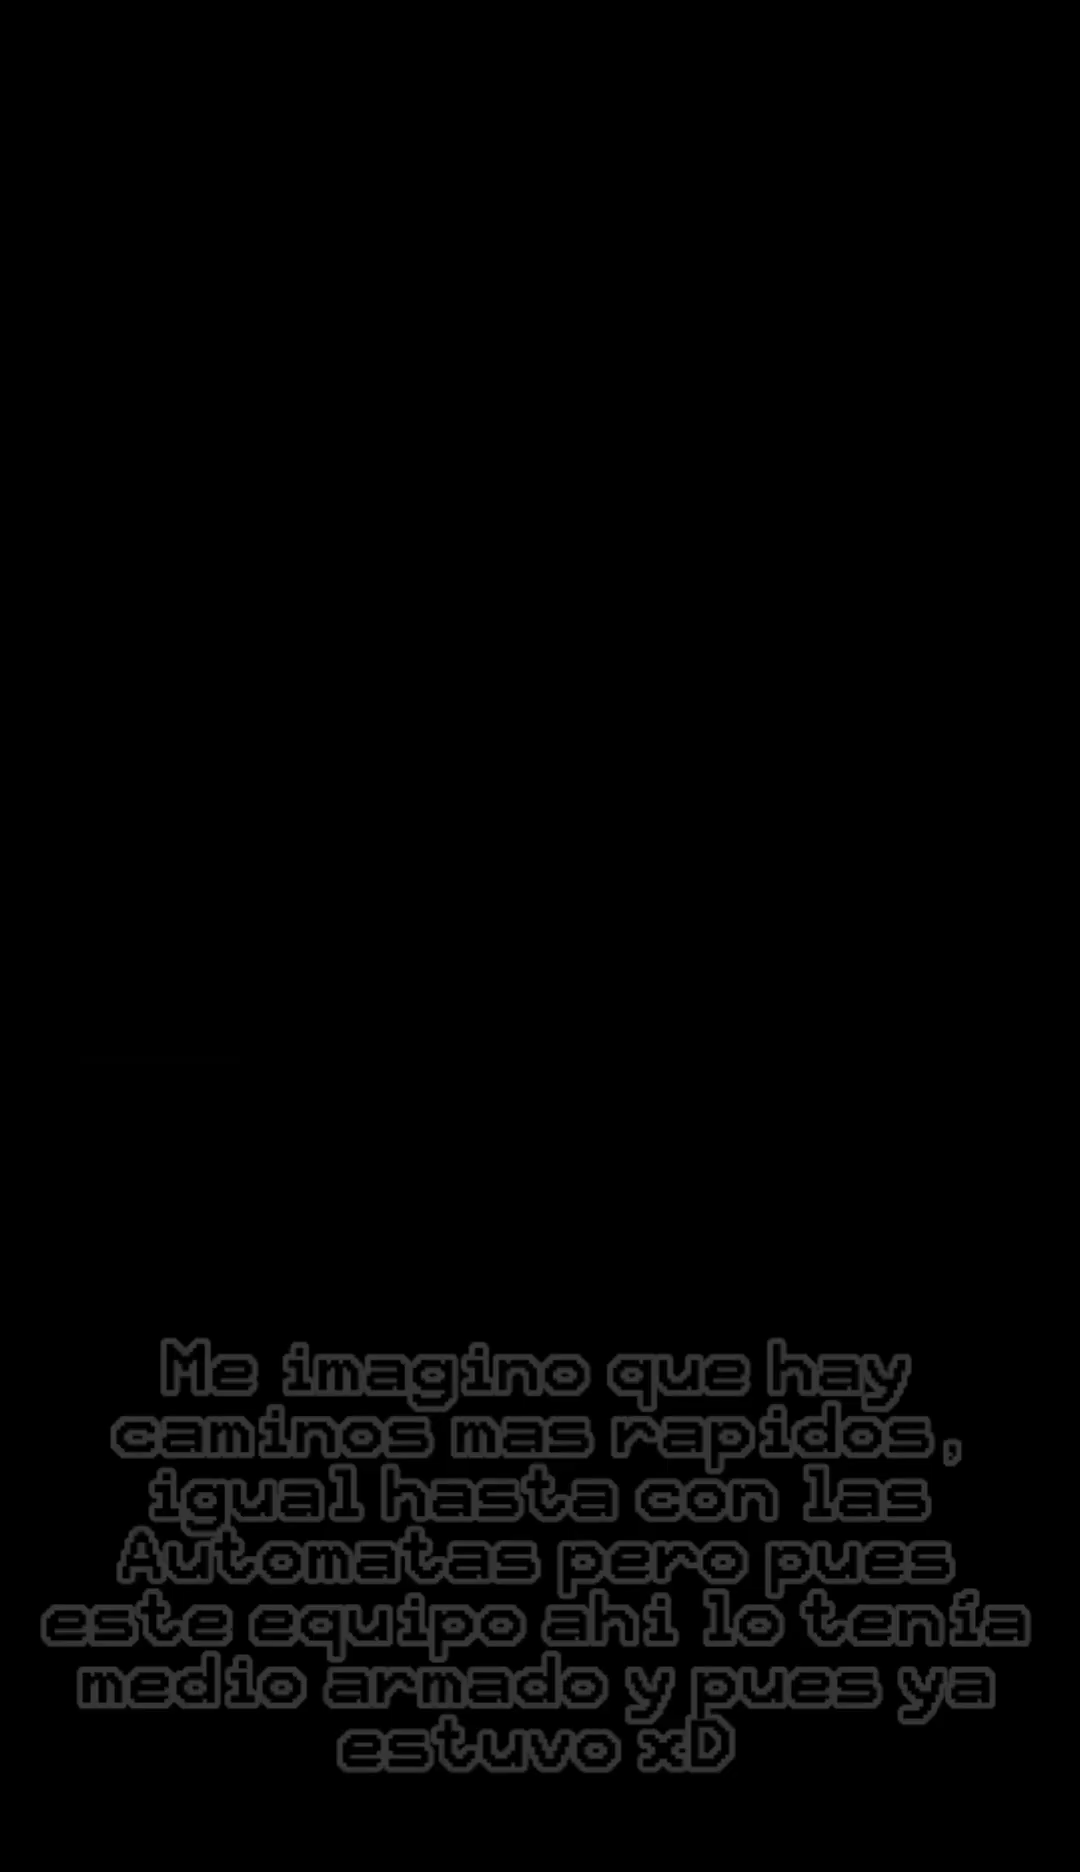 Me imagino que hay
caminos mas rapidos,
igual hasta con las
Automatas pero pues
este equipo ahi lo tenía
medio armado y pues ya
estuvo xD